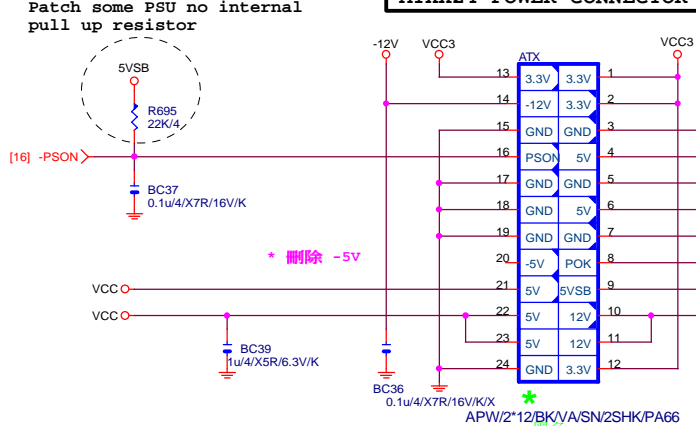 Patch some PSU no internal
pull up resistor
5VSB
R695
22K/4
[16] -PSON
BC37
0.1u/4/X7R/16V/K
* 刪除 -5V
VCC
VCC
BC39
1u/4/X5R/6.3V/K
-12V
VCC3
VCC3
ATX
13 3.3V 3.3V 1
14 -12V 3.3V 2
15 GND GND 3
16 PSON 5V 4
17 GND GND 5
18 GND 5V 6
19 GND GND 7
20 -5V POK 8
21 5V 5VSB 9
22 5V 12V 10
23 5V 12V 11
24 GND 3.3V 12
BC36
0.1u/4/X7R/16V/K/X
*
APW/2*12/BK/VA/SN/2SHK/PA66